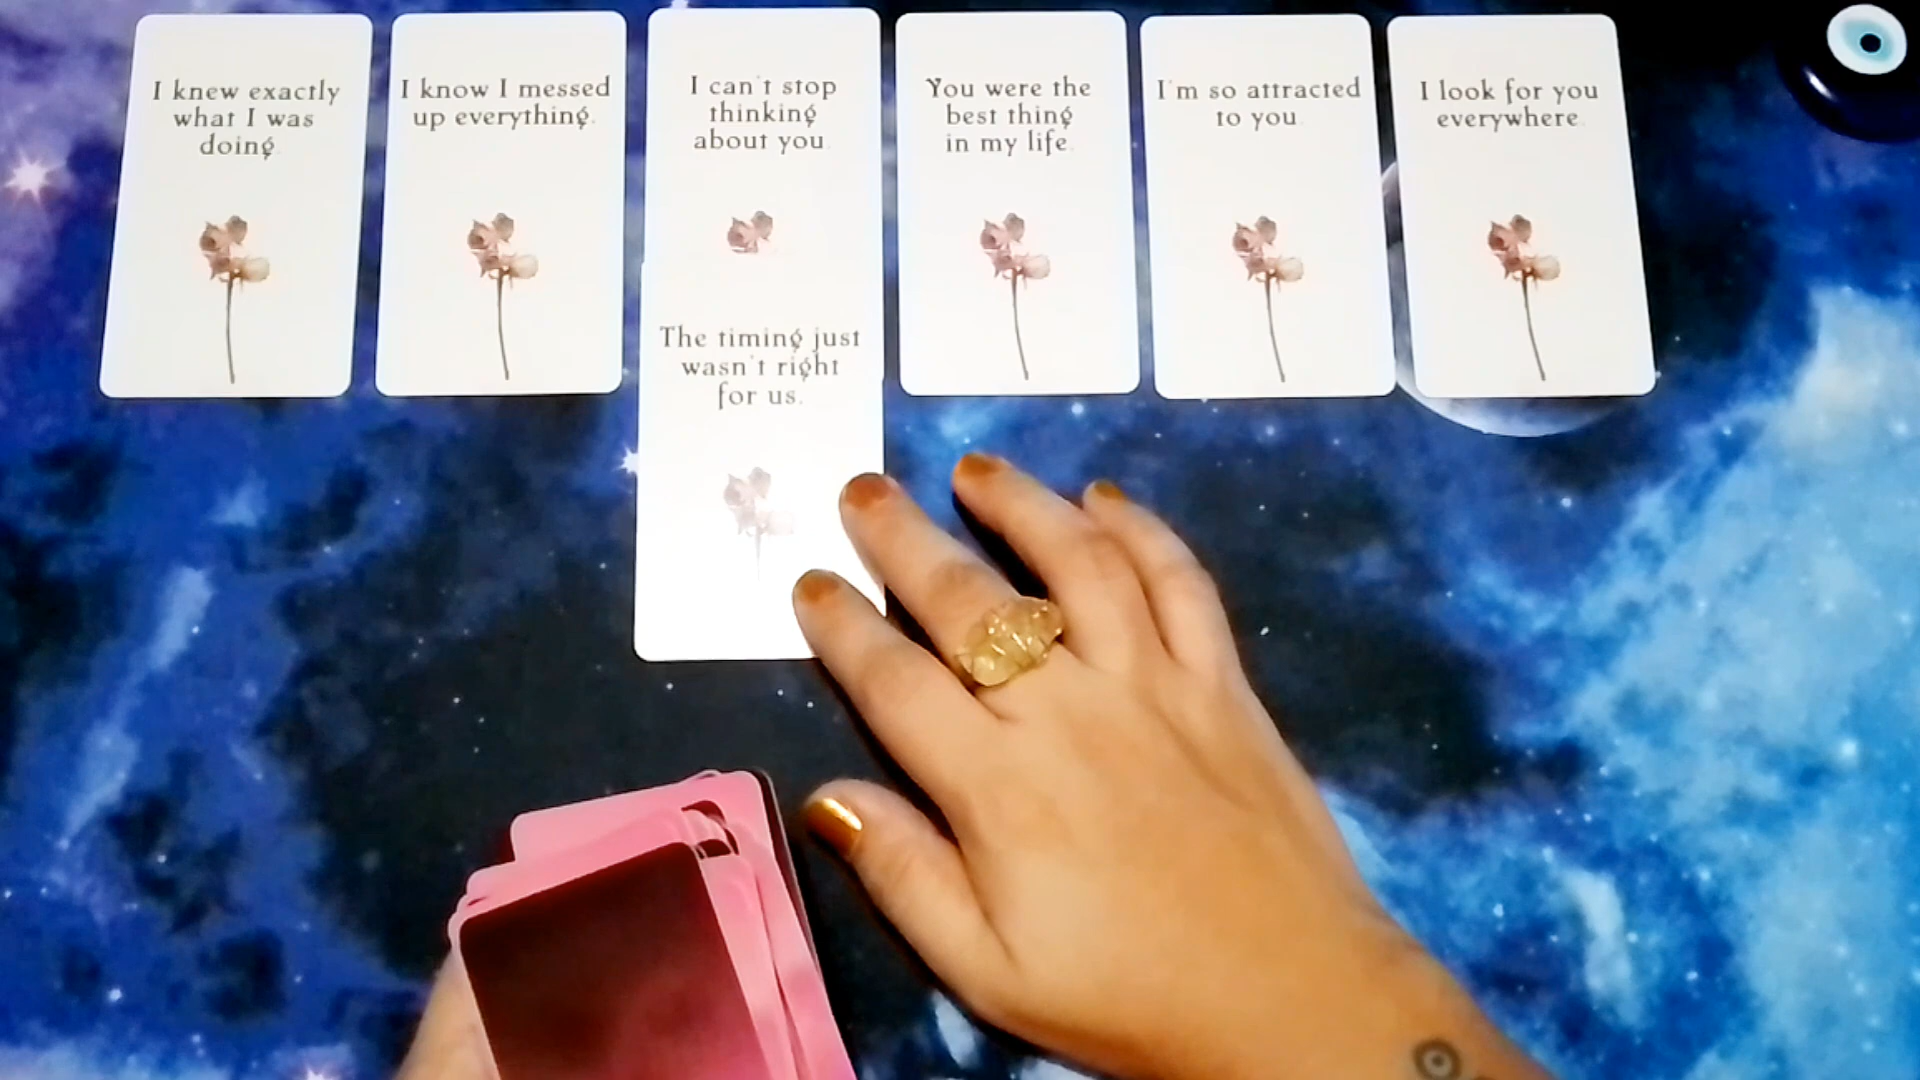 I knew exactly
what I was
doing.
I know I messed
up everything.
I can't stop
thinking
about you.
The timing just
wasn't right
for us.
You were the
best thing
in my life.
I'm so attracted
to you.
I look for you
everywhere.